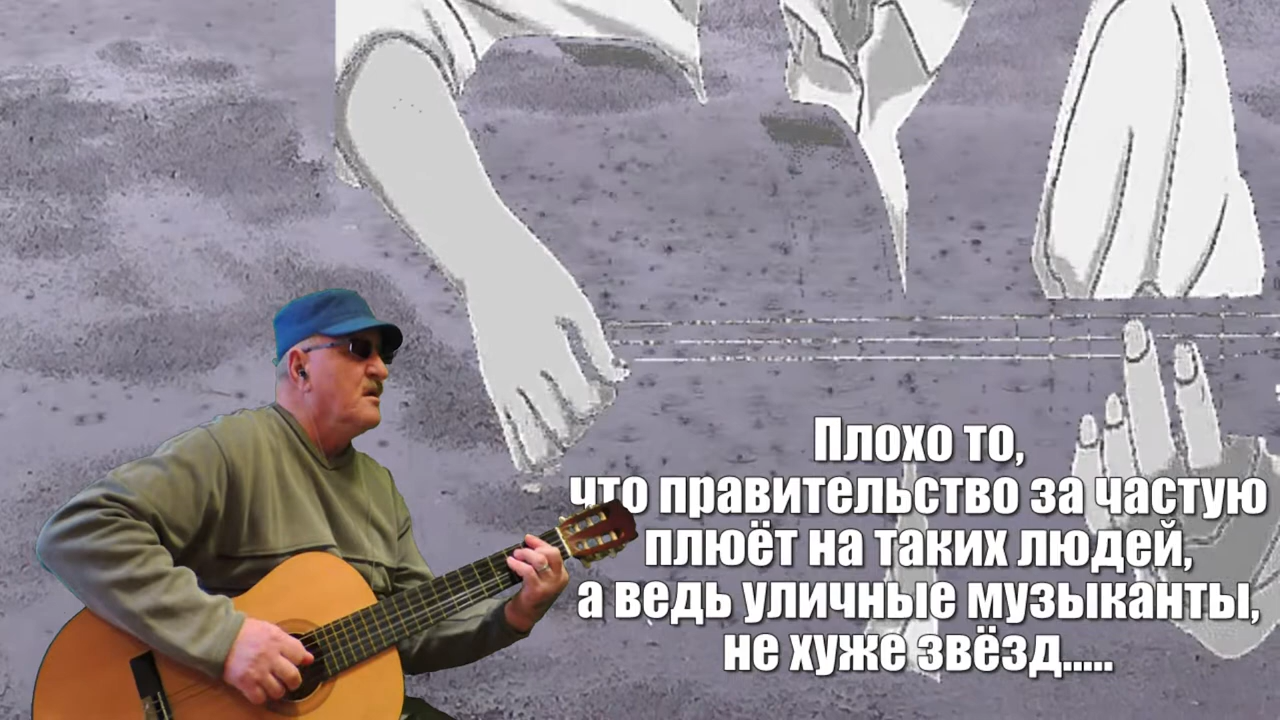 Плохо то,
что правительство за частую
плюёт на таких людей,
а ведь уличные музыканты,
не хуже звёзд.....